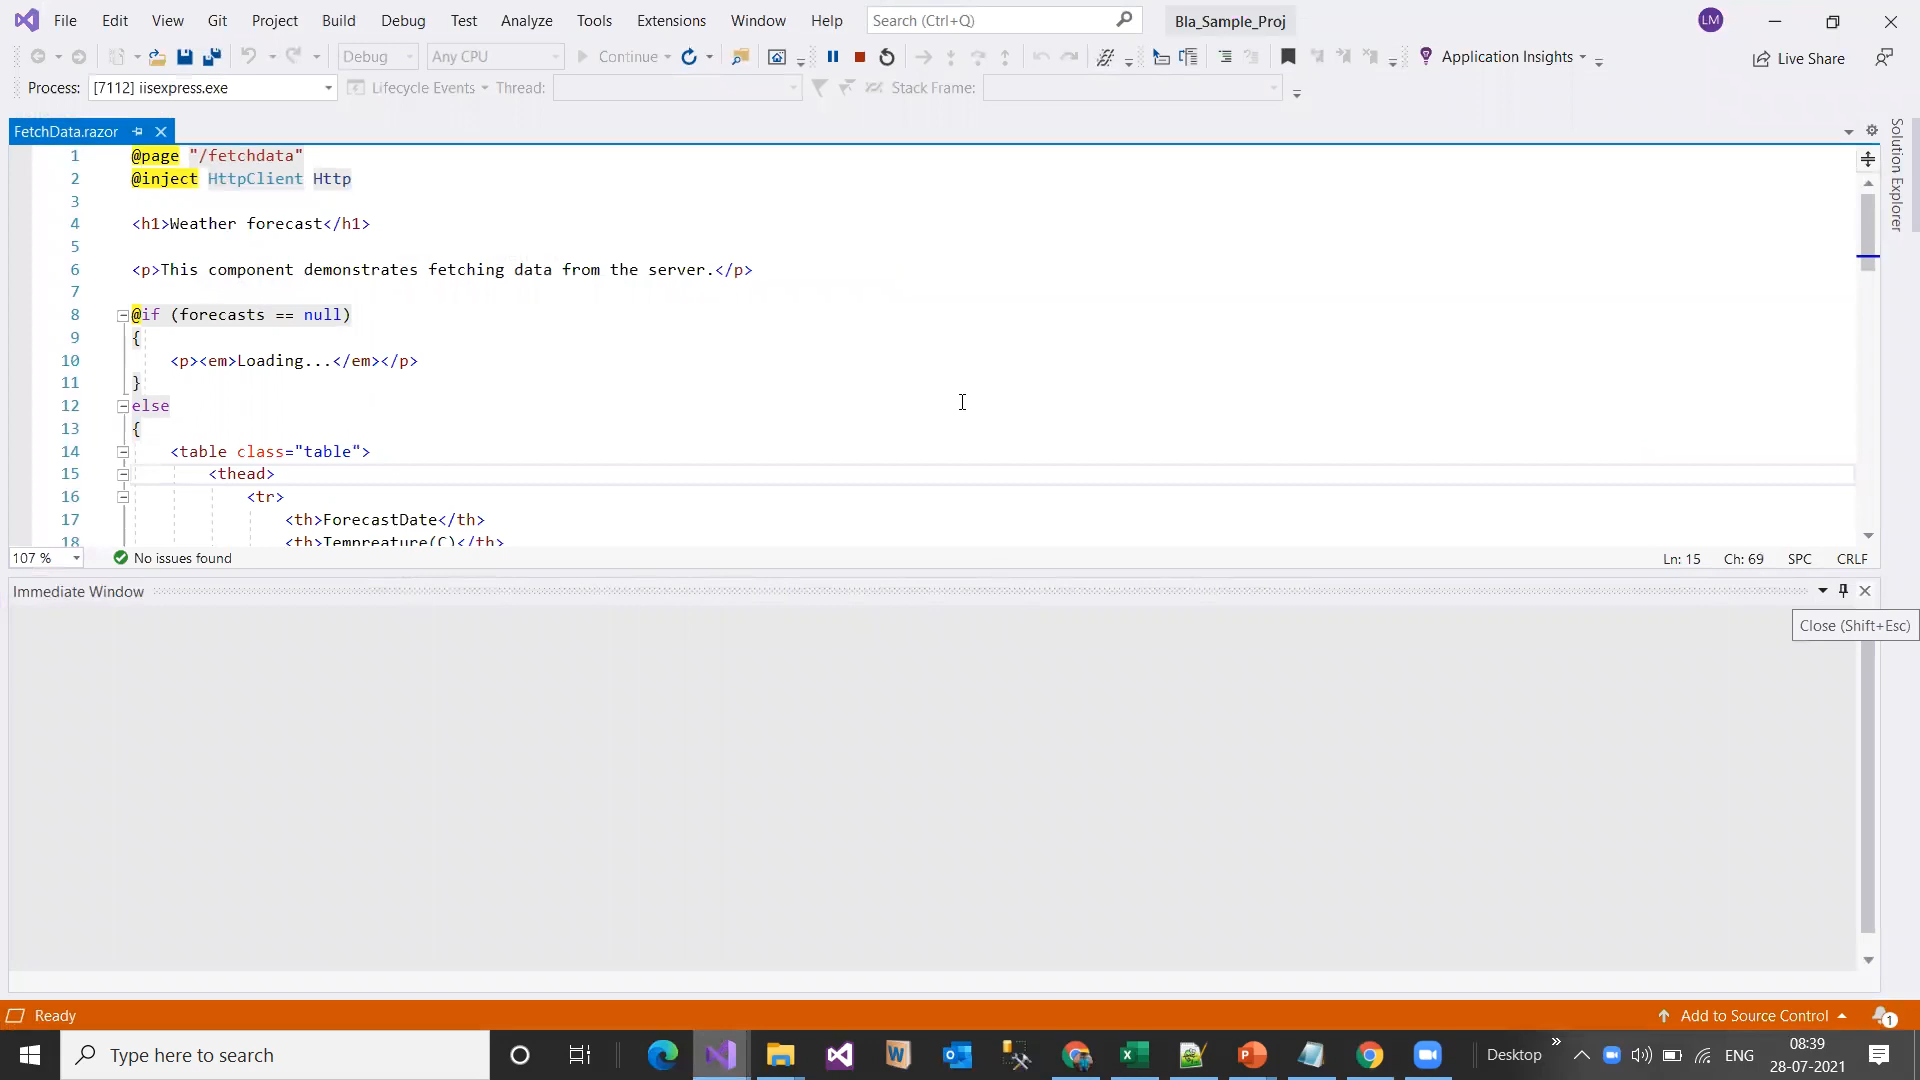 File Edit View Git Project Build Debug Test Analyze Tools Extensions Window Help Search (Ctrl+Q) Bla_Sample_Proj LM
Debug Any CPU Continue Application Insights Live Share
Process: [7112] iisexpress.exe Lifecycle Events Thread: Stack Frame:
FetchData.razor
Solution Explorer
1 @page "/fetchdata"
2 @inject HttpClient Http
3
4 <h1>Weather forecast</h1>
5
6 <p>This component demonstrates fetching data from the server.</p>
7
8 @if (forecasts == null)
9 {
10 <p><em>Loading...</em></p>
11 }
12 else
13 {
14 <table class="table">
15 <thead>
16 <tr>
17 <th>ForecastDate</th>
18 <th>Tempreature(C)</th>
107 % No issues found Ln: 15 Ch: 69 SPC CRLF
Immediate Window
Close (Shift+Esc)
Ready Add to Source Control 1
Type here to search Desktop ENG 08:39
28-07-2021